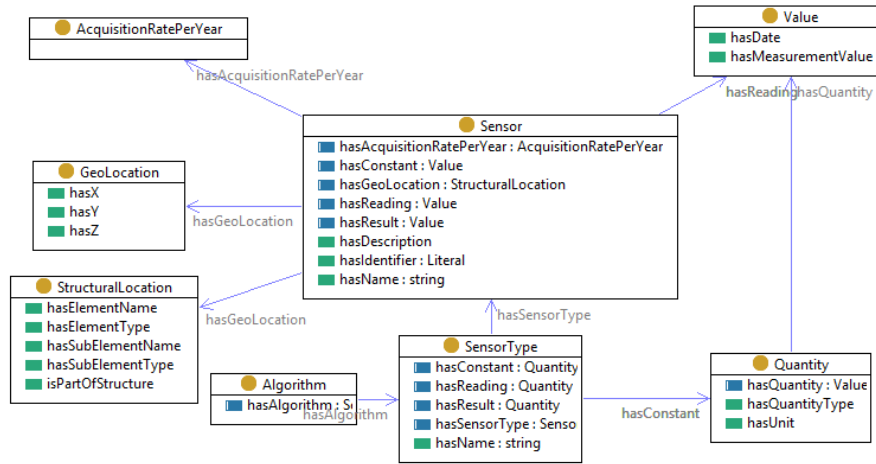 AcquisitionRatePerYear
hasAcquisitionRatePerYear
Value
hasDate
hasMeasurementValue
hasReading
hasQuantity
Sensor
hasAcquisitionRatePerYear : AcquisitionRatePerYear
hasConstant : Value
hasGeoLocation : StructuralLocation
hasReading : Value
hasResult : Value
hasDescription
hasIdentifier : Literal
hasName : string
GeoLocation
hasX
hasY
hasZ
hasGeoLocation
StructuralLocation
hasElementName
hasElementType
hasSubElementName
hasSubElementType
isPartOfStructure
hasGeoLocation
hasSensorType
Algorithm
hasAlgorithm : S
hasAlgorithm
SensorType
hasConstant : Quantity
hasReading : Quantity
hasResult : Quantity
hasSensorType : Senso
hasName : string
hasConstant
Quantity
hasQuantity : Value
hasQuantityType
hasUnit